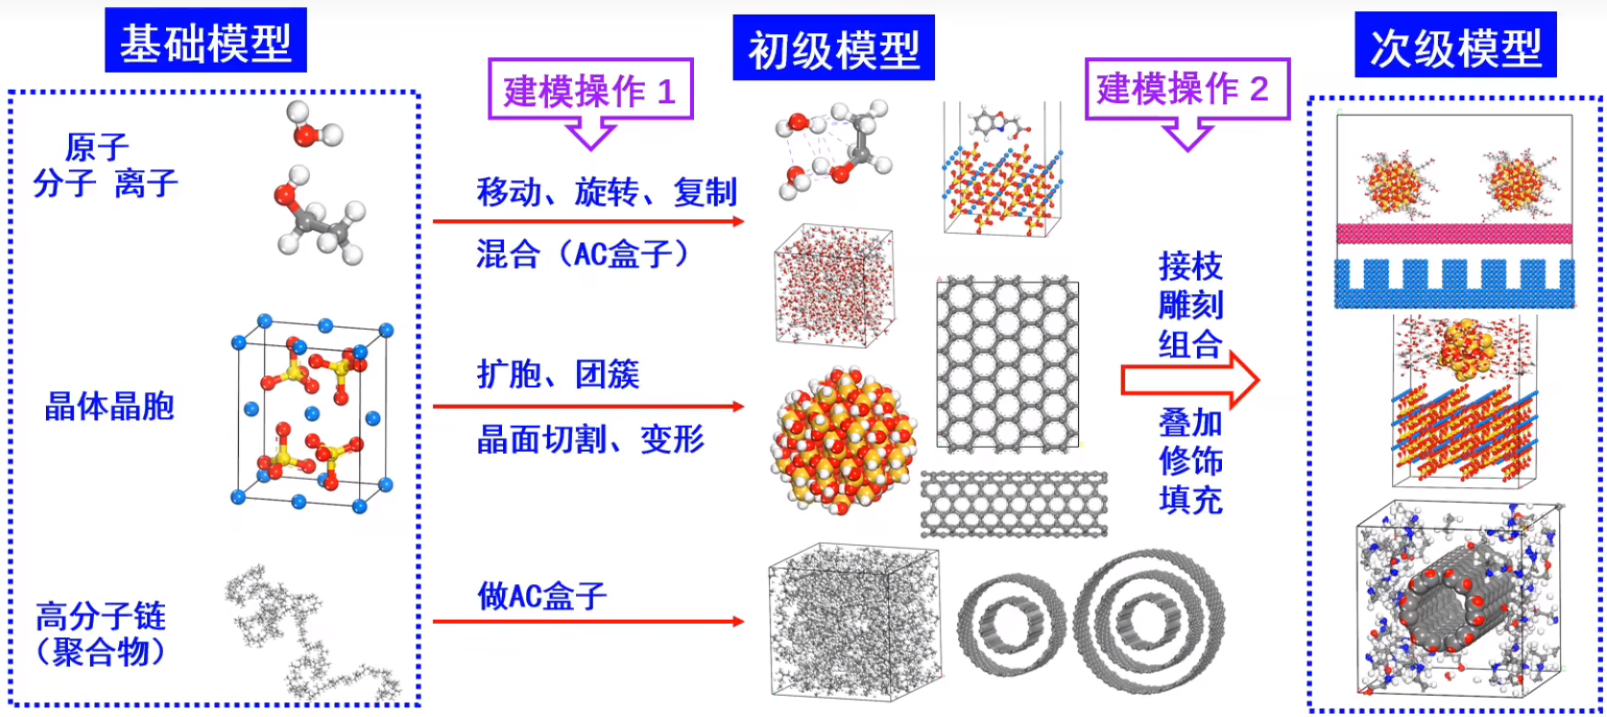 基础模型
建模操作 1
初级模型
建模操作 2
次级模型
原子
分子 离子
移动、旋转、复制
混合（AC盒子）
晶体晶胞
扩胞、团簇
晶面切割、变形
高分子链
（聚合物）
做AC盒子
接枝
雕刻
组合
叠加
修饰
填充